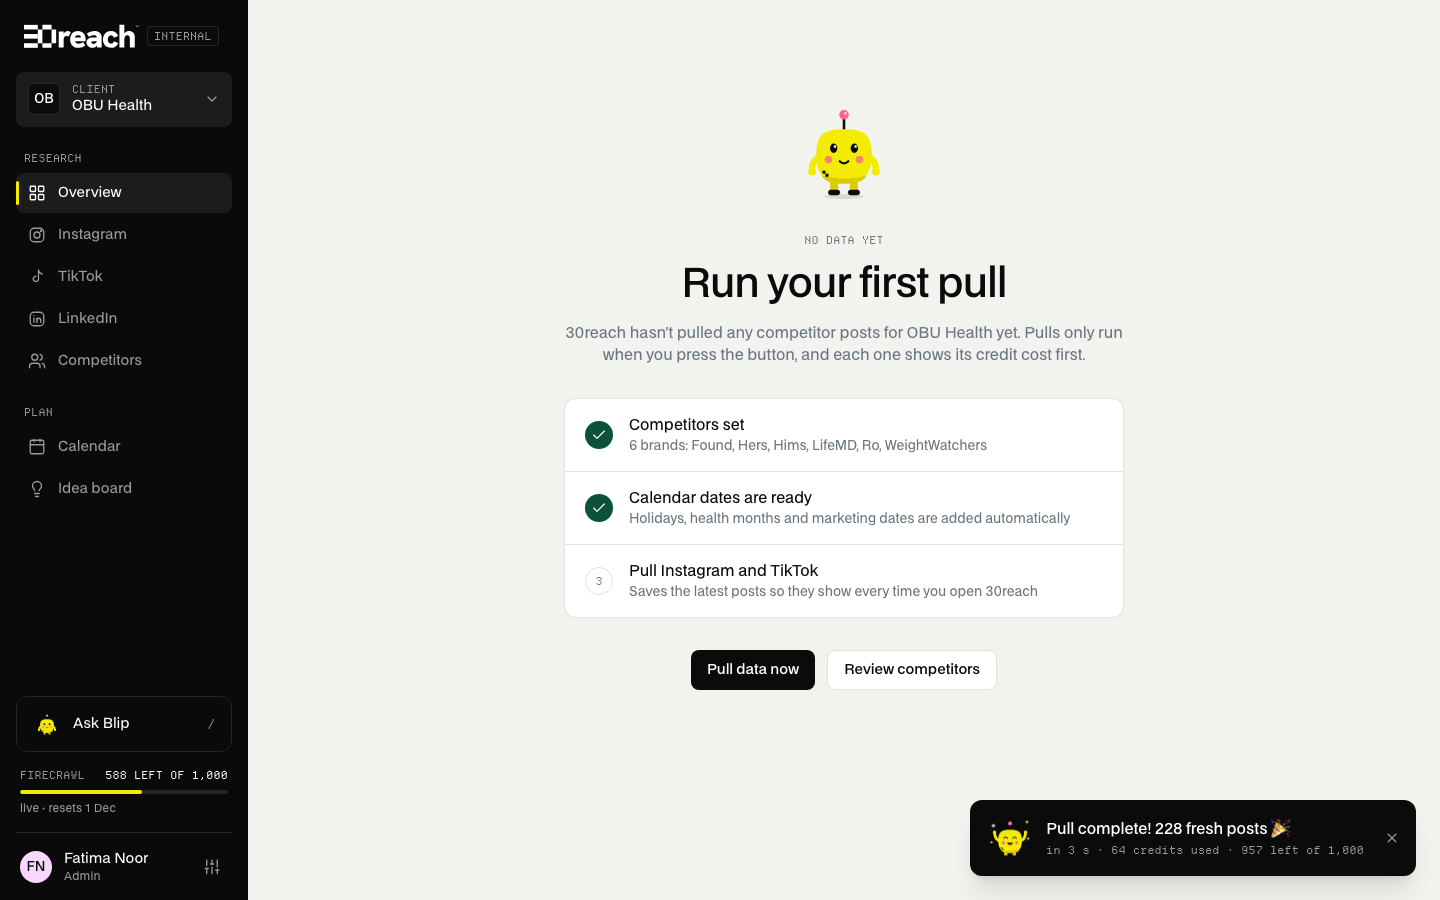 30reach
INTERNAL
OB
CLIENT
OBU Health
RESEARCH
Overview
Instagram
TikTok
LinkedIn
Competitors
PLAN
Calendar
Idea board
Ask Blip
/
FIRECRAWL 588 LEFT OF 1,000
live · resets 1 Dec
FN
Fatima Noor
Admin
NO DATA YET
Run your first pull
30reach hasn't pulled any competitor posts for OBU Health yet. Pulls only run
when you press the button, and each one shows its credit cost first.
Competitors set
6 brands: Found, Hers, Hims, LifeMD, Ro, WeightWatchers
Calendar dates are ready
Holidays, health months and marketing dates are added automatically
3
Pull Instagram and TikTok
Saves the latest posts so they show every time you open 30reach
Pull data now
Review competitors
Pull complete! 228 fresh posts 🎉
in 3 s · 64 credits used · 957 left of 1,000